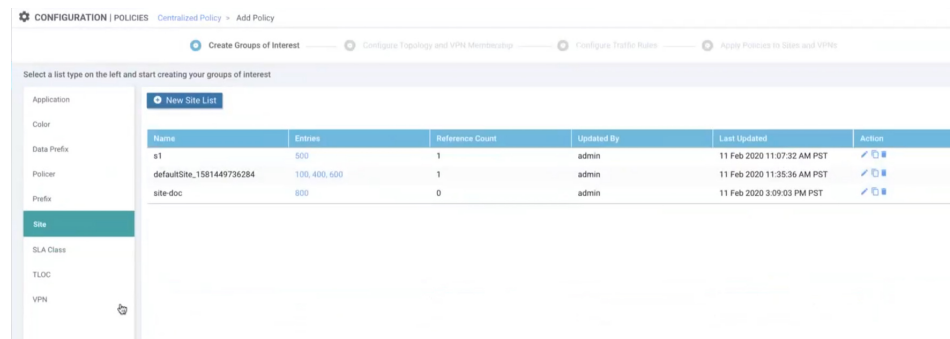 CONFIGURATION | POLICIES Centralized Policy > Add Policy
Create Groups of Interest Configure Topology and VPN Membership Configure Traffic Rules Apply Policies to Sites and VPNs
Select a list type on the left and start creating your groups of interest
Application
Color
Data Prefix
Policer
Prefix
Site
SLA Class
TLOC
VPN
New Site List
Name Entries Reference Count Updated By Last Updated Action
s1 500 1 admin 11 Feb 2020 11:07:32 AM PST
defaultSite_1581449736284 100, 400, 600 1 admin 11 Feb 2020 11:35:36 AM PST
site-doc 800 0 admin 11 Feb 2020 3:09:03 PM PST